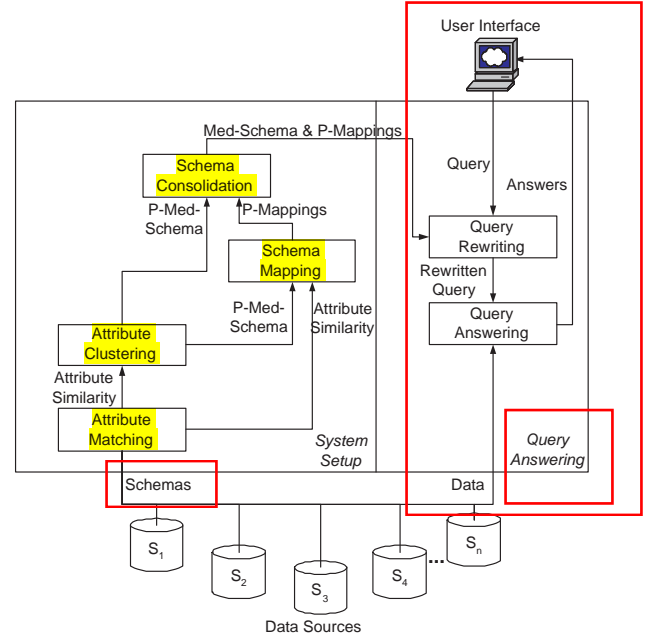 User Interface
Med-Schema & P-Mappings
Schema
Consolidation
Query
Answers
P-Med-
Schema
P-Mappings
Query
Rewriting
Schema
Mapping
Rewritten
Query
P-Med-
Schema
Attribute
Similarity
Query
Answering
Attribute
Clustering
Attribute
Similarity
Attribute
Matching
System
Setup
Query
Answering
Schemas
Data
S1
S2
S3
S4
...
Sn
Data Sources